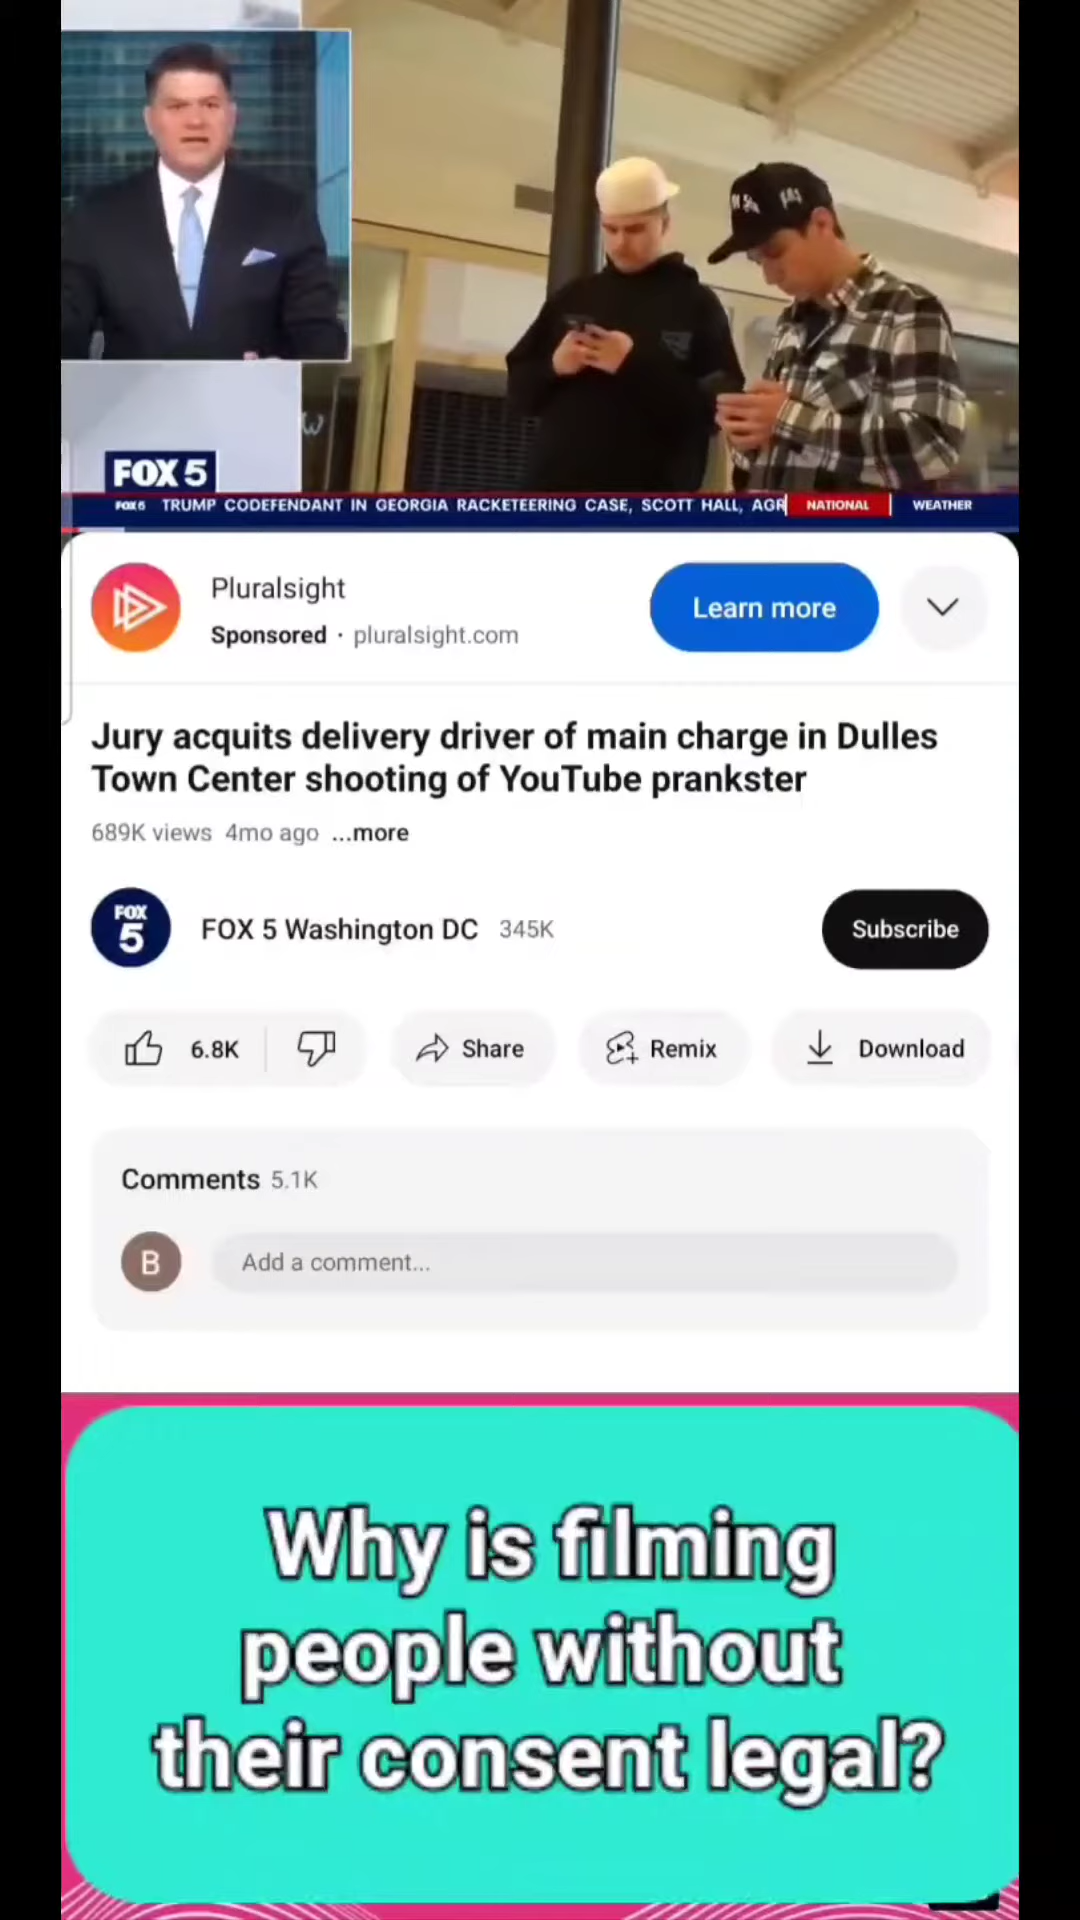 FOX 5
FOX 5 TRUMP CODEFENDANT IN GEORGIA RACKETEERING CASE, SCOTT HALL, AGR NATIONAL WEATHER
Pluralsight
Learn more
Sponsored · pluralsight.com
Jury acquits delivery driver of main charge in Dulles
Town Center shooting of YouTube prankster
689K views 4mo ago ...more
FOX
5
FOX 5 Washington DC 345K
Subscribe
6.8K
Share
Remix
Download
Comments 5.1K
B
Add a comment...
Why is filming
people without
their consent legal?